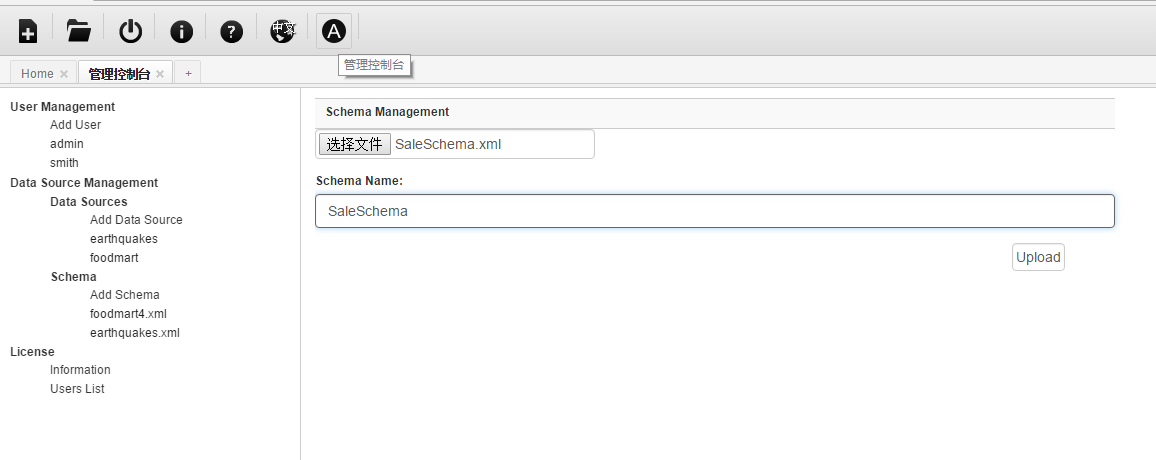 中文
A
管理控制台
Home
管理控制台
+
User Management
Add User
admin
smith
Data Source Management
Data Sources
Add Data Source
earthquakes
foodmart
Schema
Add Schema
foodmart4.xml
earthquakes.xml
License
Information
Users List
Schema Management
选择文件 SaleSchema.xml
Schema Name:
SaleSchema
Upload